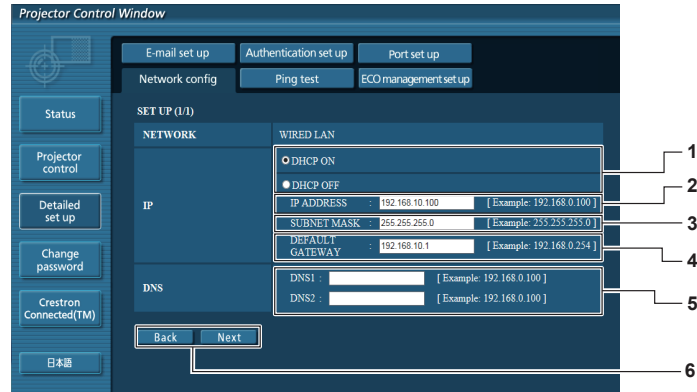 Projector Control Window
E-mail set up Authentication set up Port set up
Network config Ping test ECO management set up
Status
Projector control
Detailed set up
Change password
Crestron Connected(TM)
日本語
SET UP (1/1)
NETWORK WIRED LAN
IP
DHCP ON
DHCP OFF
IP ADDRESS : 192.168.10.100 [ Example: 192.168.0.100 ]
SUBNET MASK : 255.255.255.0 [ Example: 255.255.255.0 ]
DEFAULT GATEWAY : 192.168.10.1 [ Example: 192.168.0.254 ]
DNS
DNS1 : [ Example: 192.168.0.100 ]
DNS2 : [ Example: 192.168.0.100 ]
Back Next
1
2
3
4
5
6